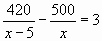 420/(x − 5) − 500/x = 3